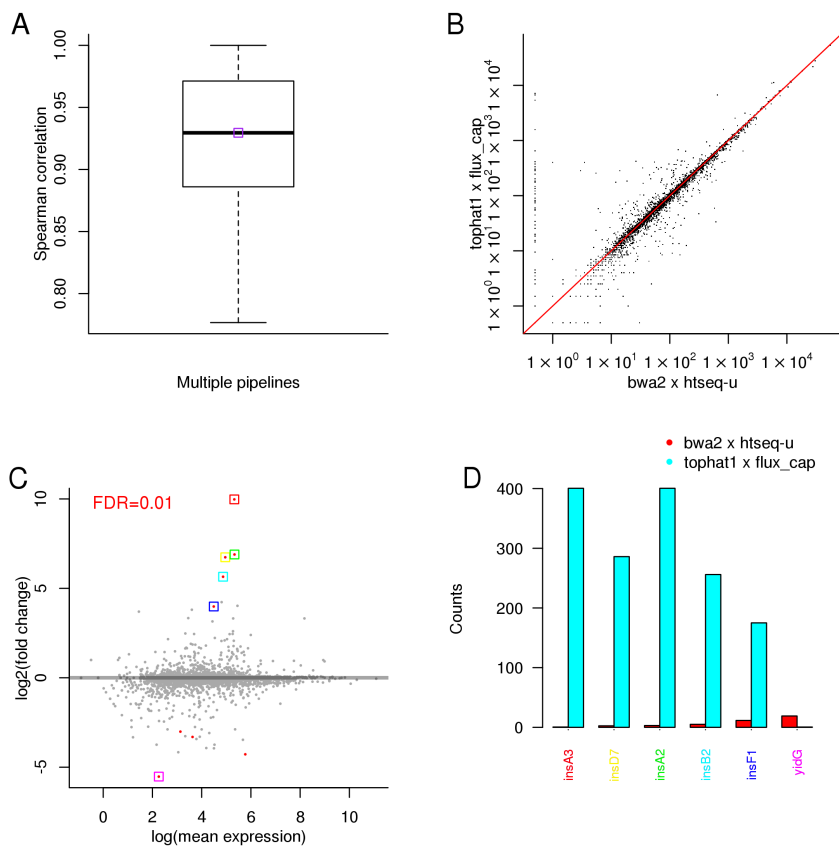 A
Spearman correlation
1.00
0.95
0.90
0.85
0.80
Multiple pipelines
B
tophat1 x flux_cap
1 × 10^4
1 × 10^3
1 × 10^2
1 × 10^1
1 × 10^0
1 × 10^0 1 × 10^1 1 × 10^2 1 × 10^3 1 × 10^4
bwa2 x htseq-u
C
FDR=0.01
log2(fold change)
10
5
0
-5
0 2 4 6 8 10
log(mean expression)
D
bwa2 x htseq-u
tophat1 x flux_cap
Counts
400
300
200
100
0
insA3 insD7 insA2 insB2 insF1 yidG